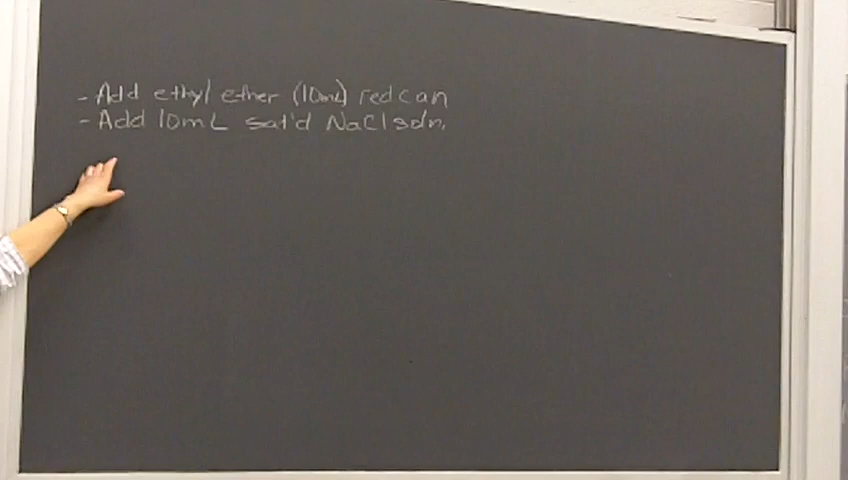 - Add ethyl ether (10mL) red can
- Add 10mL sat'd NaCl soln.